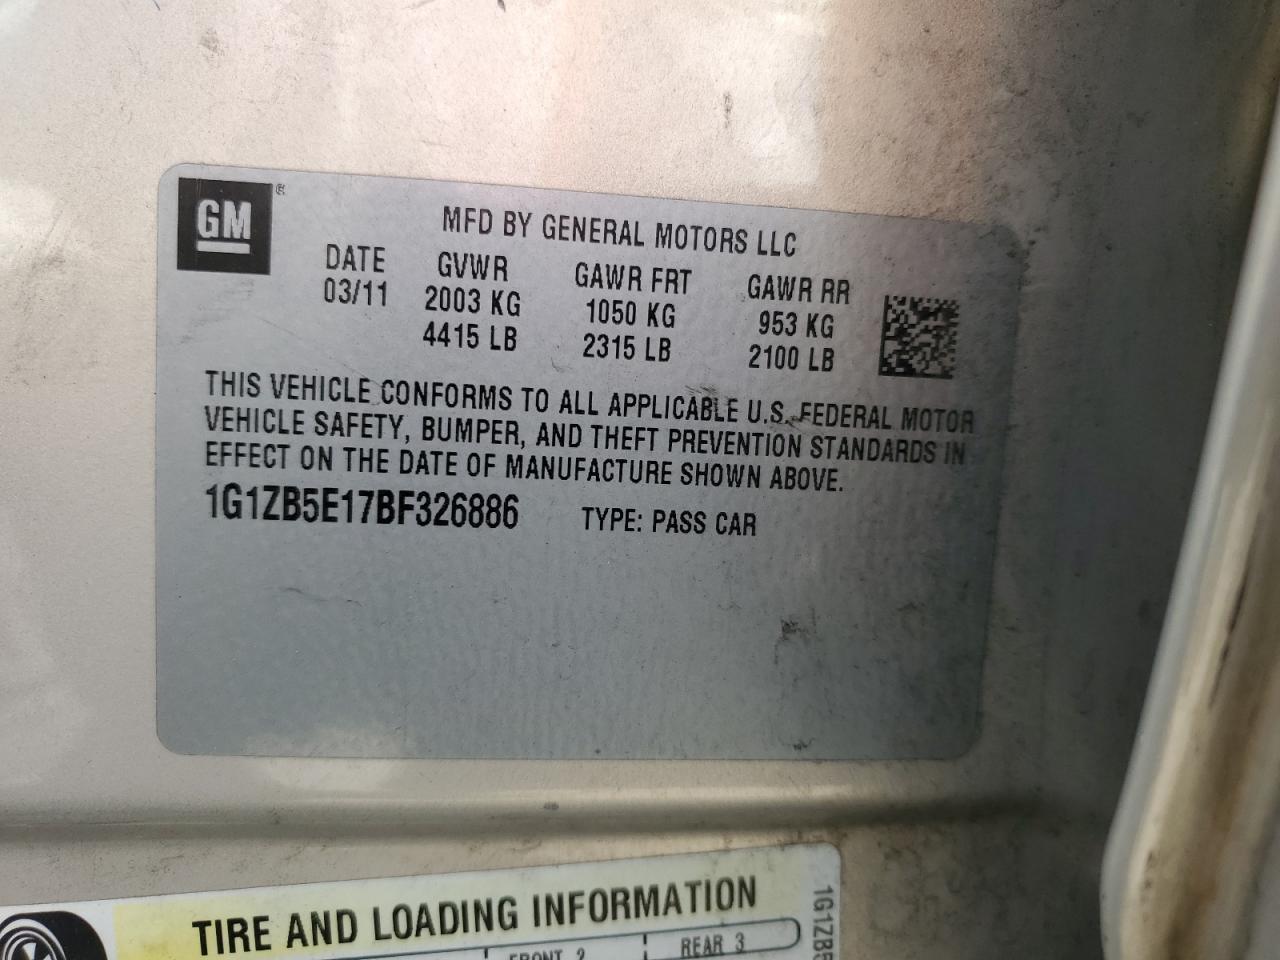 GM ®
MFD BY GENERAL MOTORS LLC
DATE GVWR GAWR FRT GAWR RR
03/11 2003 KG 1050 KG 953 KG
4415 LB 2315 LB 2100 LB
THIS VEHICLE CONFORMS TO ALL APPLICABLE U.S. FEDERAL MOTOR
VEHICLE SAFETY, BUMPER, AND THEFT PREVENTION STANDARDS IN
EFFECT ON THE DATE OF MANUFACTURE SHOWN ABOVE.
1G1ZB5E17BF326886 TYPE: PASS CAR
TIRE AND LOADING INFORMATION
FRONT 2 REAR 3
1G1ZB5